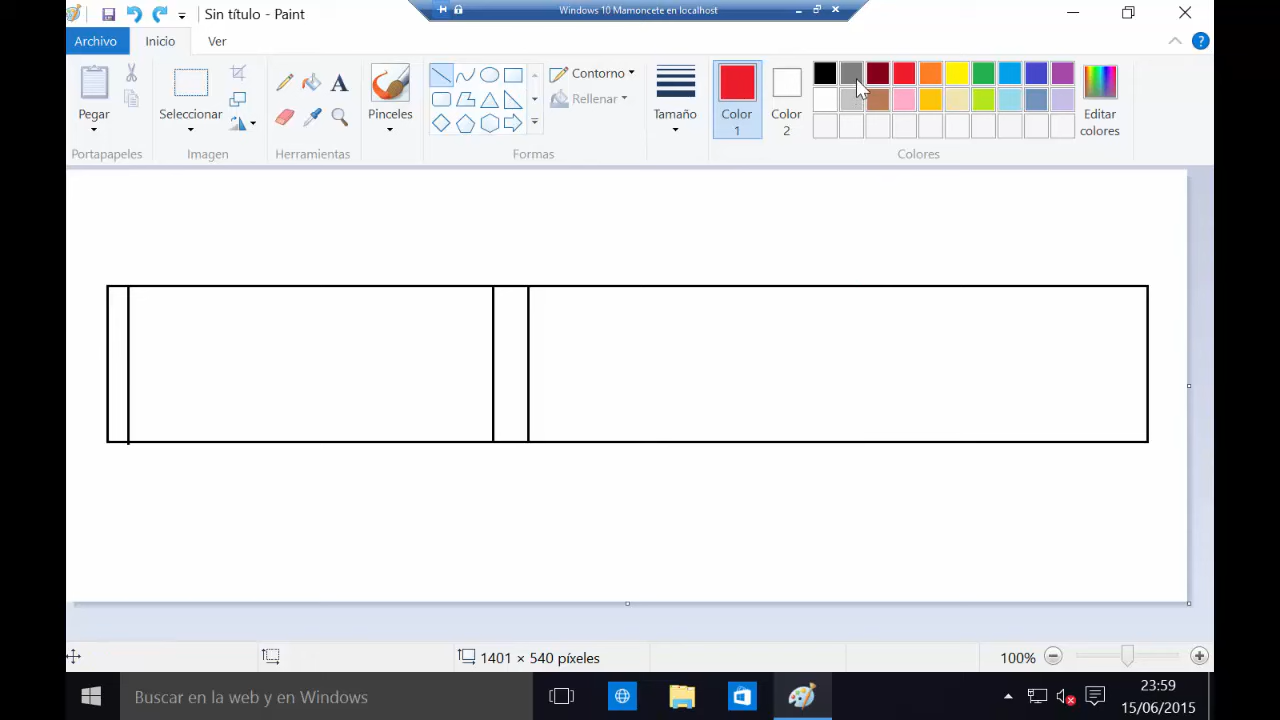 Sin título - Paint
Windows 10 Mamoncete en localhost
Archivo
Inicio
Ver
Pegar
Seleccionar
A
Pinceles
Contorno
Rellenar
Tamaño
Color
1
Color
2
Editar
colores
Portapapeles
Imagen
Herramientas
Formas
Colores
1401 × 540 píxeles
100%
Buscar en la web y en Windows
23:59
15/06/2015